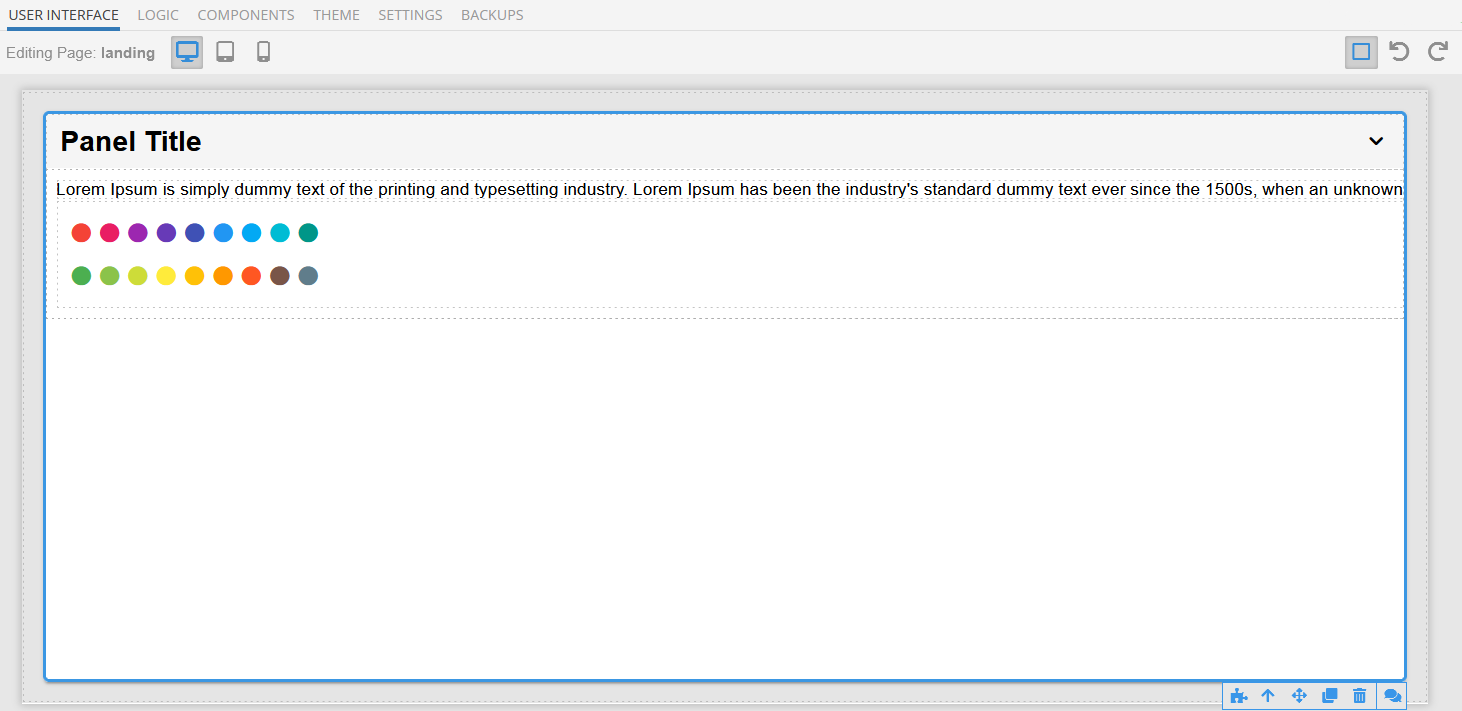 USER INTERFACE LOGIC COMPONENTS THEME SETTINGS BACKUPS
Editing Page: landing
Panel Title
Lorem Ipsum is simply dummy text of the printing and typesetting industry. Lorem Ipsum has been the industry's standard dummy text ever since the 1500s, when an unknown